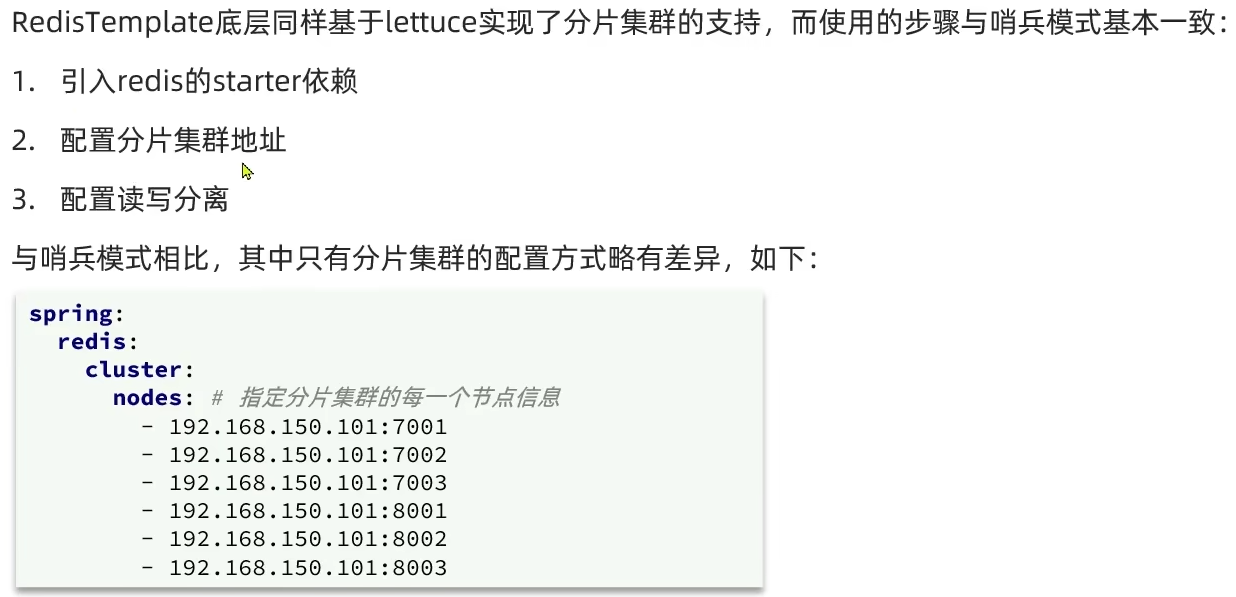 RedisTemplate底层同样基于lettuce实现了分片集群的支持，而使用的步骤与哨兵模式基本一致：
1. 引入redis的starter依赖
2. 配置分片集群地址
3. 配置读写分离
与哨兵模式相比，其中只有分片集群的配置方式略有差异，如下：
spring:
  redis:
    cluster:
      nodes: # 指定分片集群的每一个节点信息
        - 192.168.150.101:7001
        - 192.168.150.101:7002
        - 192.168.150.101:7003
        - 192.168.150.101:8001
        - 192.168.150.101:8002
        - 192.168.150.101:8003